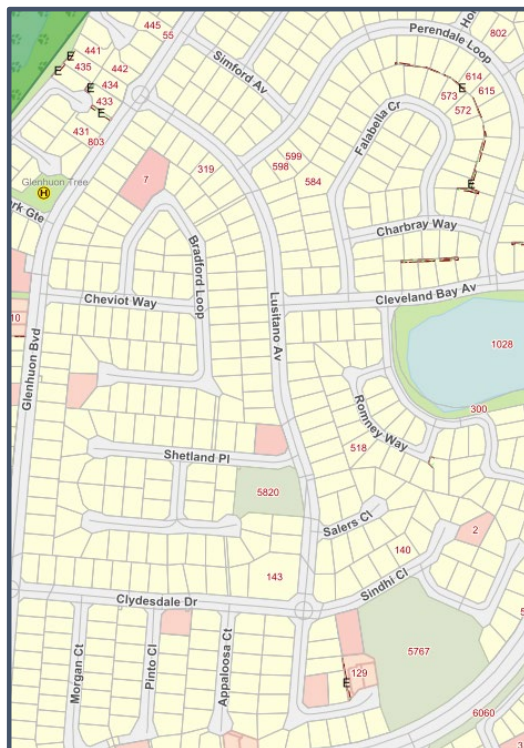 445
55
Simford Av
Perendale Loop
802
E
441
435
E
442
434
E
433
E
431
803
614
E
573
615
572
Falabella Cr
599
598
584
319
7
Glenhuon Tree
H
rk Gte
E
Charbray Way
Bradford Loop
Lusitano Av
Cheviot Way
Cleveland Bay Av
10
Glenhuon Blvd
1028
300
Romney Way
518
Shetland Pl
5820
Salers Cl
2
140
143
Sindhi Cl
Clydesdale Dr
Morgan Ct
Pinto Cl
Appaloosa Ct
5767
129
E
6060